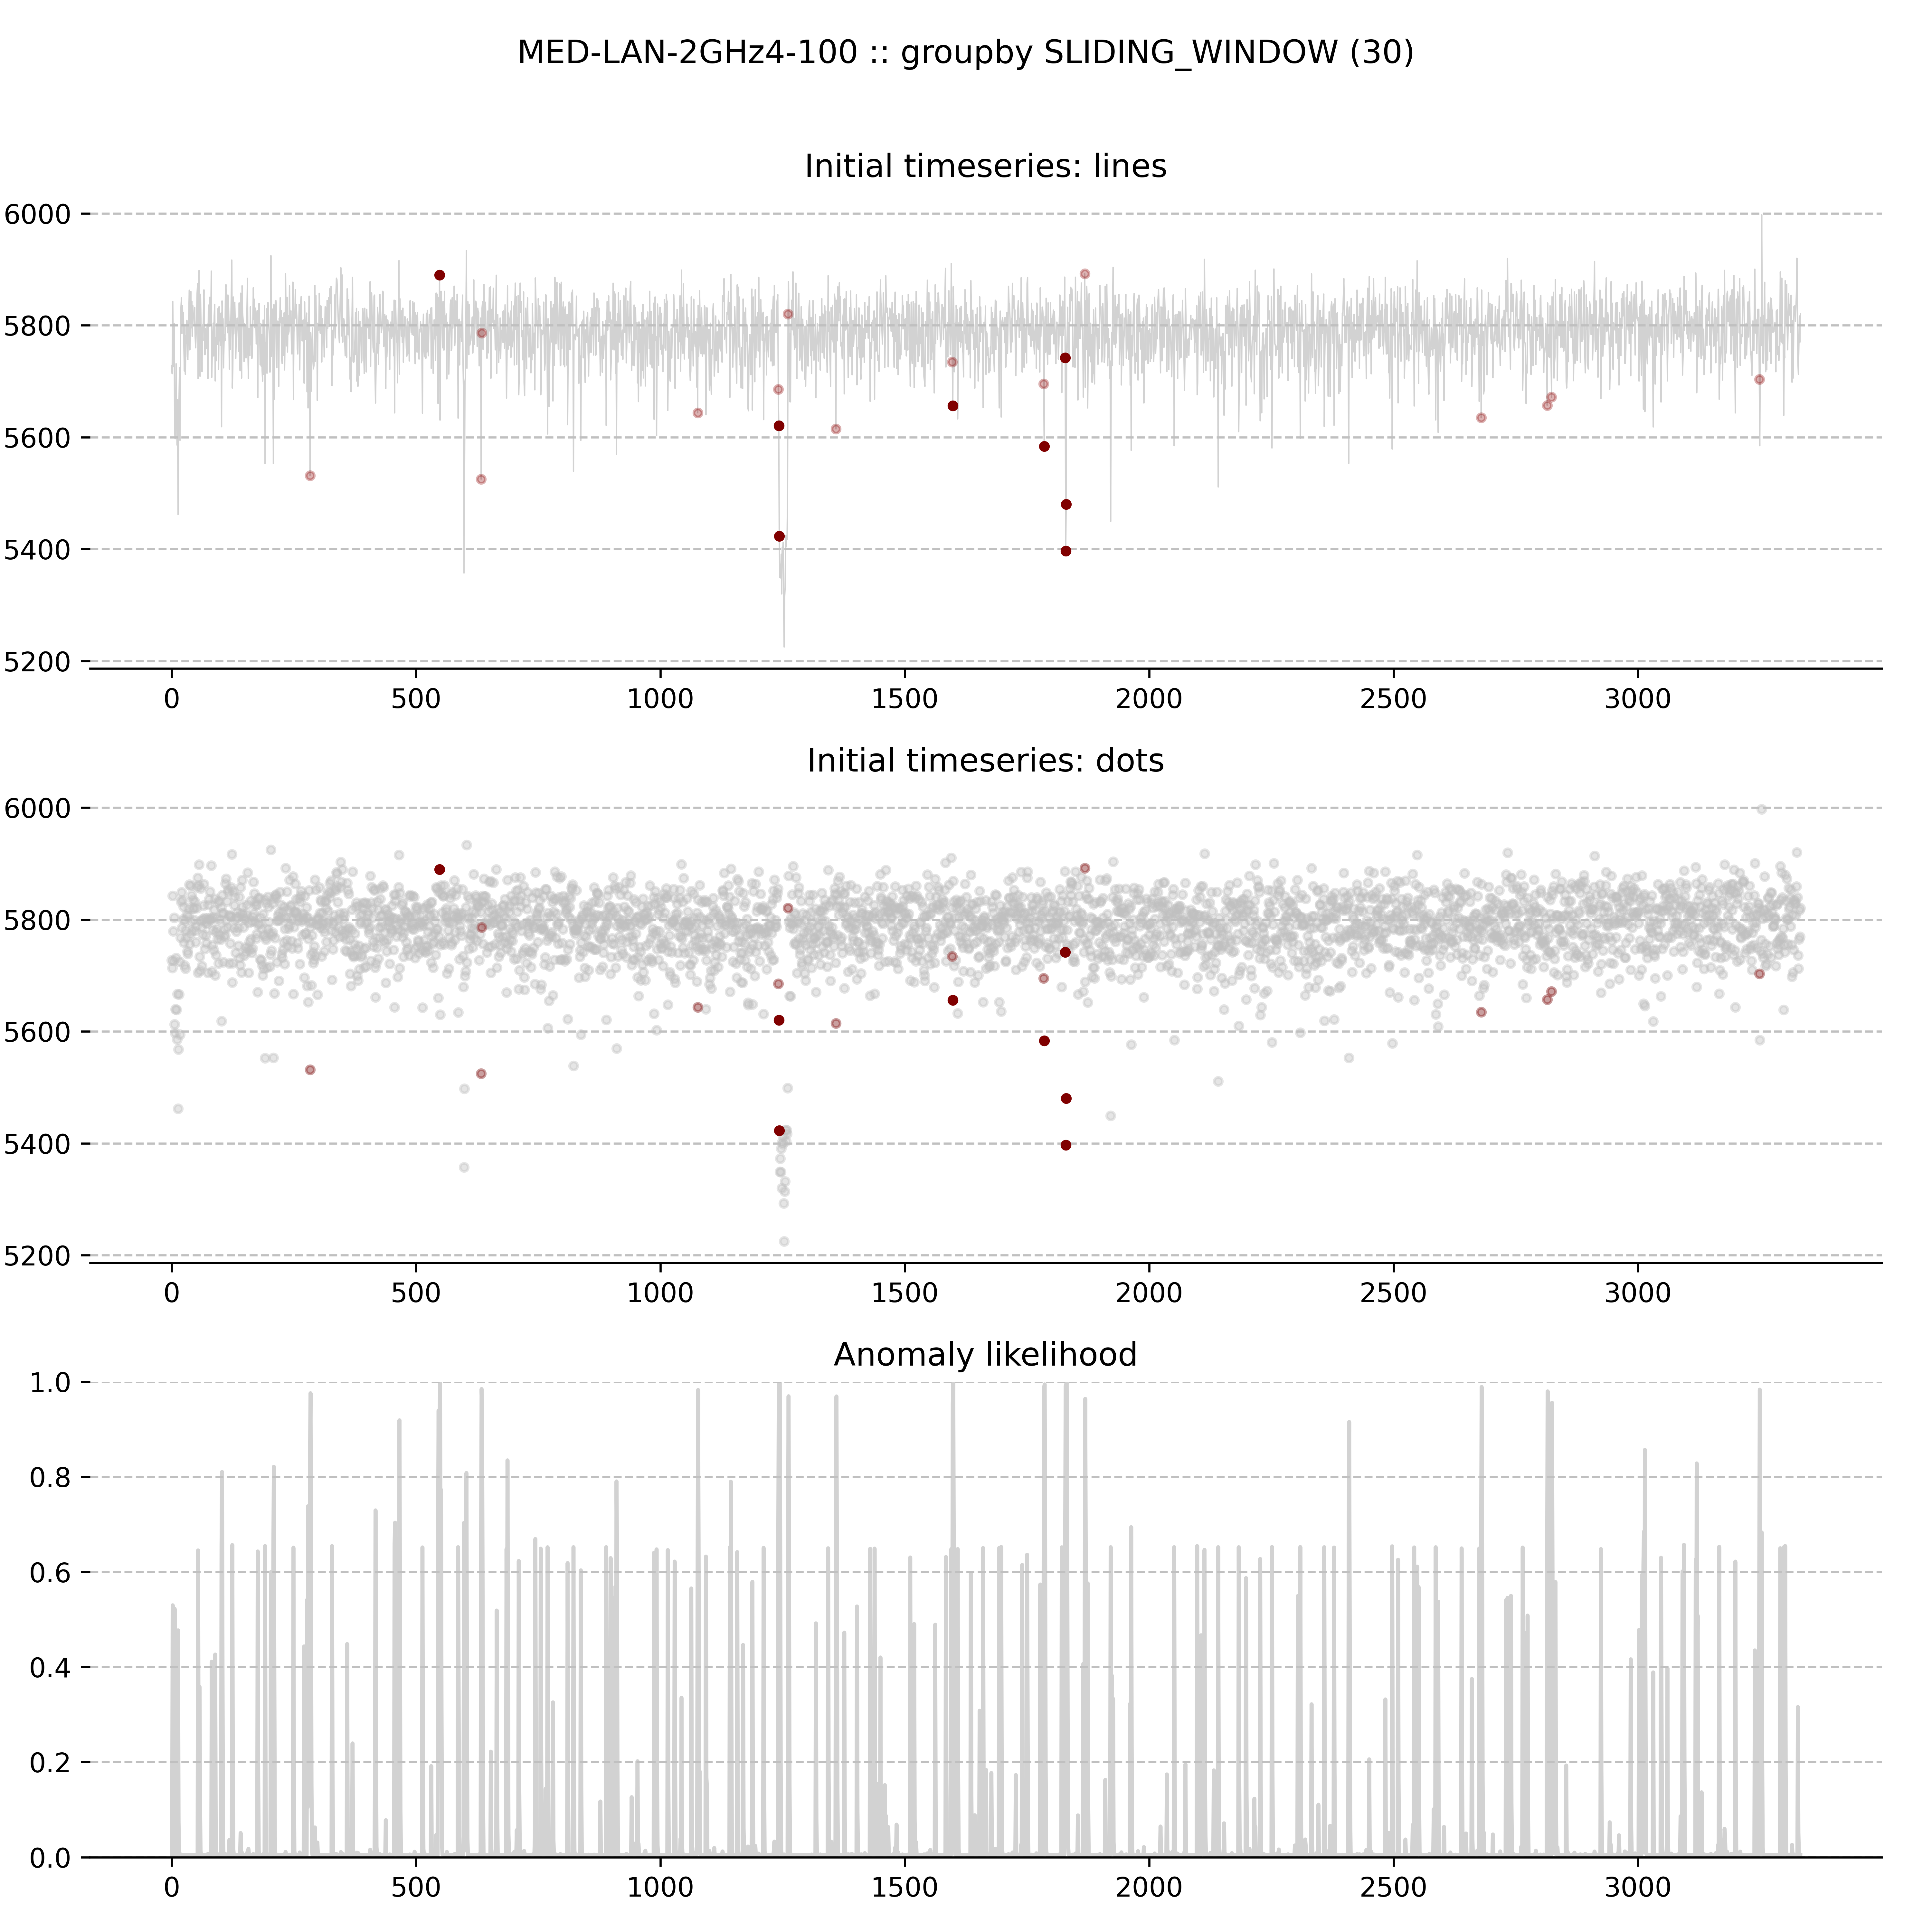 MED-LAN-2GHz4-100 :: groupby SLIDING_WINDOW (30)
Initial timeseries: lines
6000
5800
5600
5400
5200
0 500 1000 1500 2000 2500 3000
Initial timeseries: dots
6000
5800
5600
5400
5200
0 500 1000 1500 2000 2500 3000
Anomaly likelihood
1.0
0.8
0.6
0.4
0.2
0.0
0 500 1000 1500 2000 2500 3000